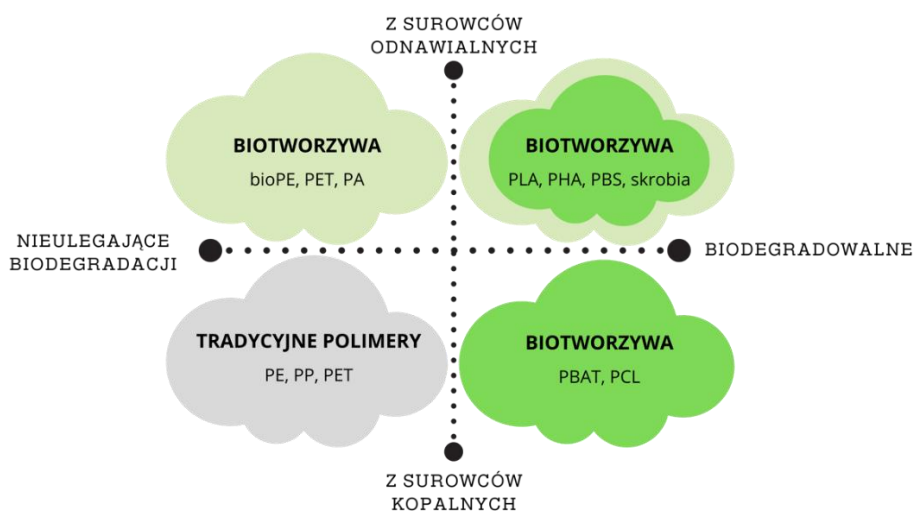 Z SUROWCÓW
ODNAWIALNYCH
BIOTWORZYWA
bioPE, PET, PA
BIOTWORZYWA
PLA, PHA, PBS, skrobia
NIEULEGAJĄCE
BIODEGRADACJI
BIODEGRADOWALNE
TRADYCYJNE POLIMERY
PE, PP, PET
BIOTWORZYWA
PBAT, PCL
Z SUROWCÓW
KOPALNYCH